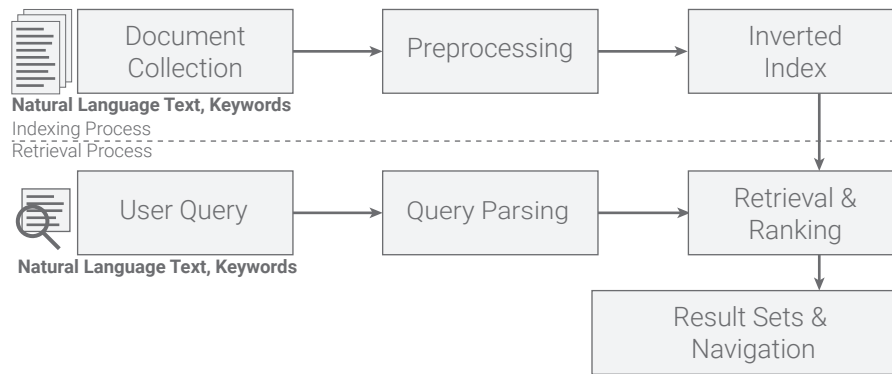 Document
Collection
Preprocessing
Inverted
Index
Natural Language Text, Keywords
Indexing Process
Retrieval Process
User Query
Query Parsing
Retrieval &
Ranking
Natural Language Text, Keywords
Result Sets &
Navigation